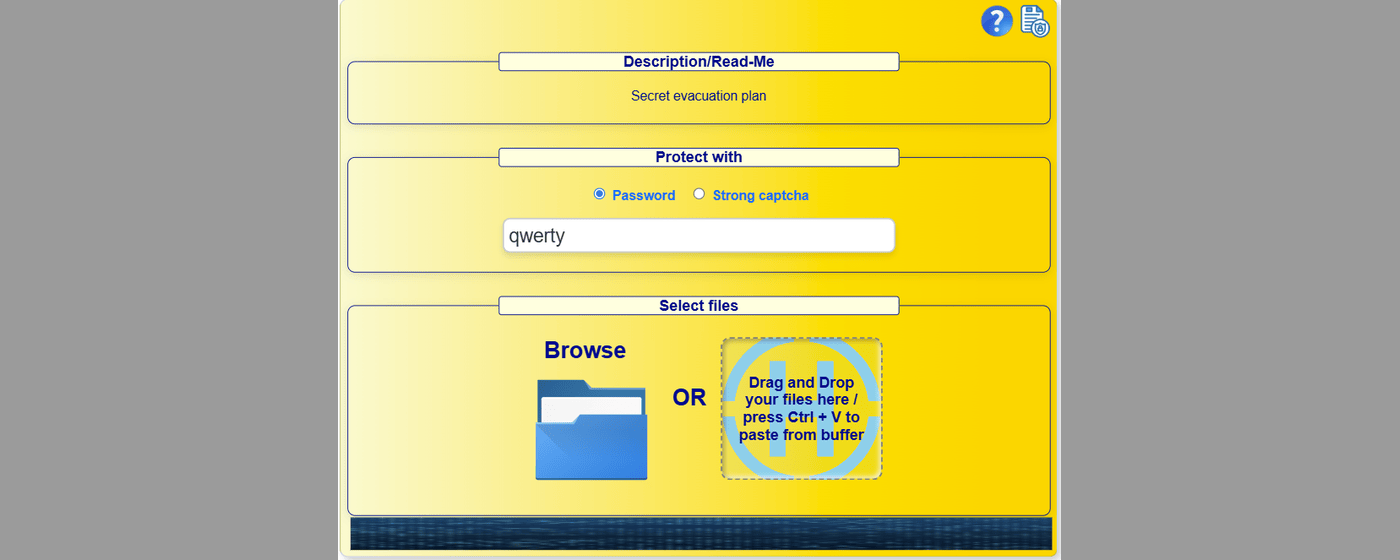 ?
Description/Read-Me
Secret evacuation plan
Protect with
Password Strong captcha
qwerty
Select files
Browse
OR
Drag and Drop
your files here /
press Ctrl + V to
paste from buffer